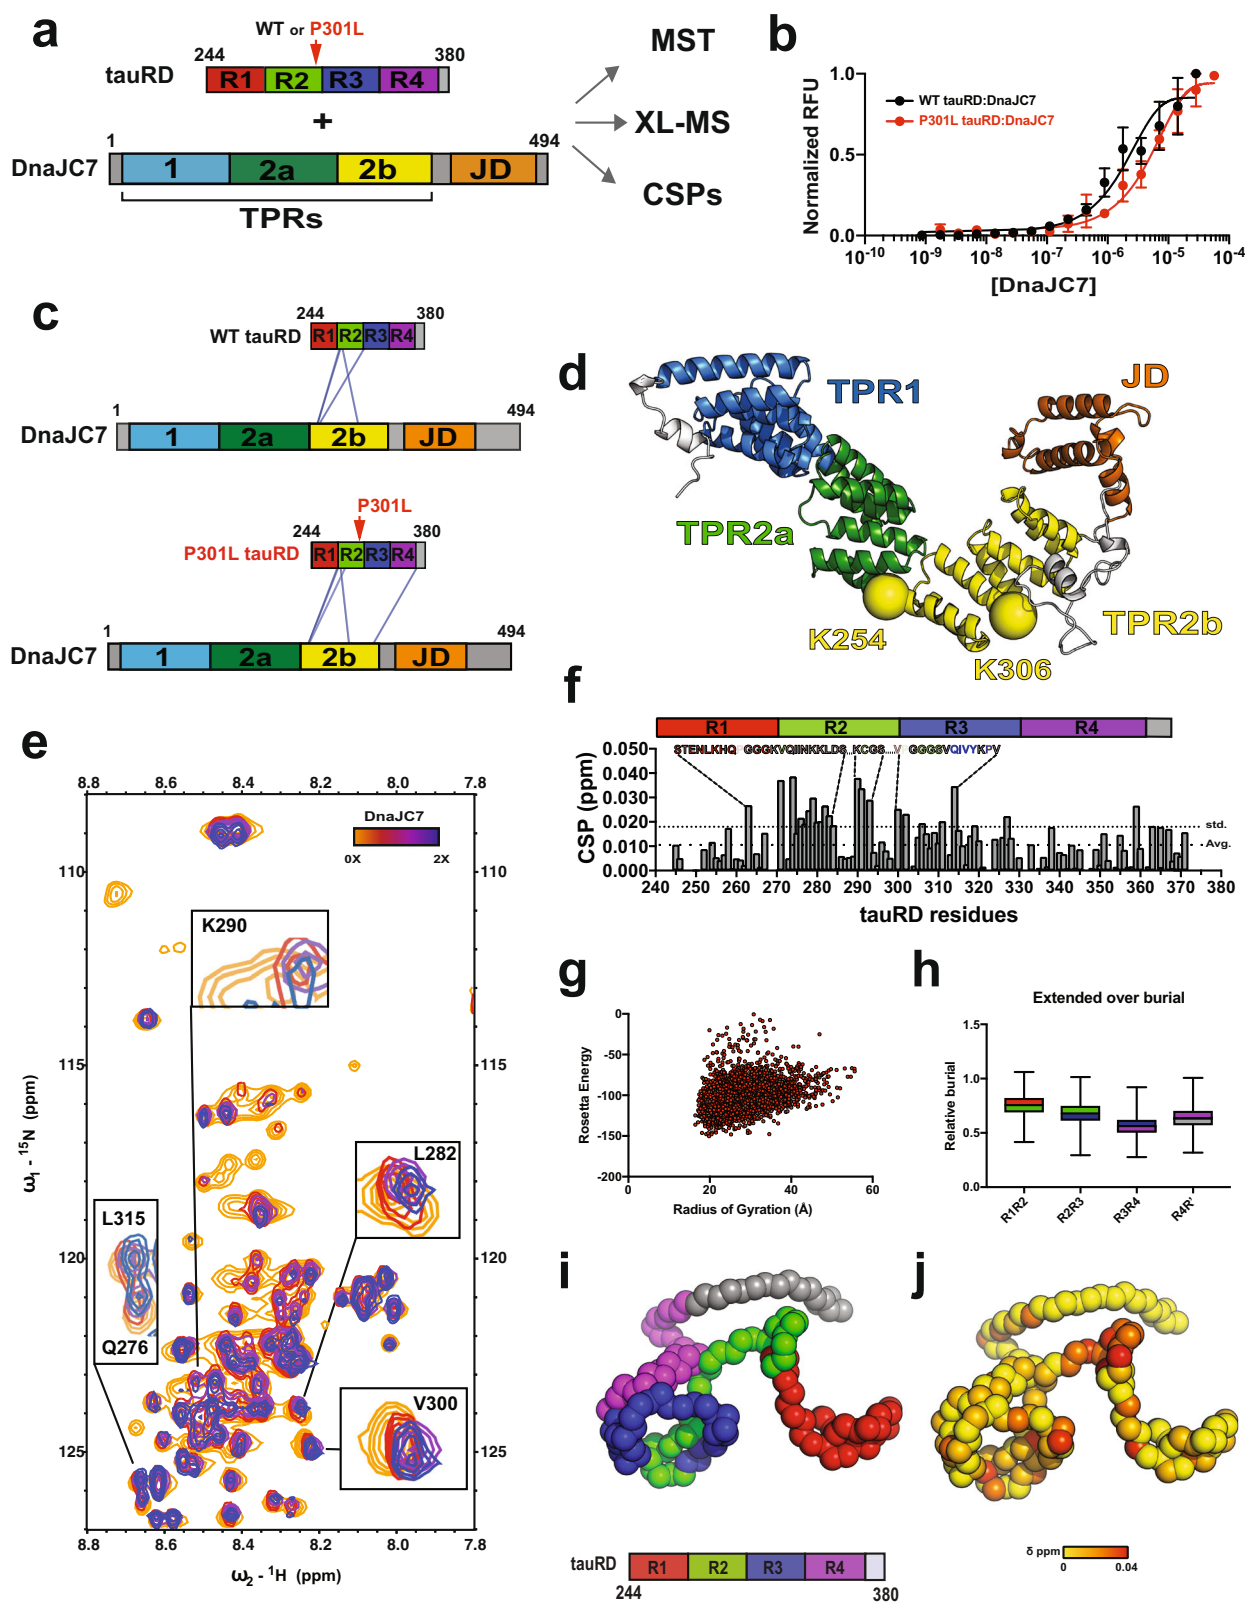 a
WT or P301L
244
380
tauRD
R1 R2 R3 R4
+
1
494
DnaJC7
1 2a 2b JD
TPRs
MST
XL-MS
CSPs
b
Normalized RFU
1.0
0.5
0.0
WT tauRD:DnaJC7
P301L tauRD:DnaJC7
10-10 10-9 10-8 10-7 10-6 10-5 10-4
[DnaJC7]
c
244
380
WT tauRD
R1 R2 R3 R4
1
494
DnaJC7
1 2a 2b JD
P301L
244
380
P301L tauRD
R1 R2 R3 R4
1
494
DnaJC7
1 2a 2b JD
d
TPR1
JD
TPR2a
K254
K306
TPR2b
e
8.8 8.6 8.4 8.2 8.0 7.8
DnaJC7
0X 2X
110
115
120
125
110
115
120
125
ω1 - 15N (ppm)
K290
L282
L315
Q276
V300
8.8 8.6 8.4 8.2 8.0 7.8
ω2 - 1H (ppm)
f
R1 R2 R3 R4
STENLKHQ GGGKVQIINKKLDS KCGS V GGGSVQIVYKPV
CSP (ppm)
0.050
0.040
0.030
0.020
0.010
0.000
std.
Avg.
240 250 260 270 280 290 300 310 320 330 340 350 360 370 380
tauRD residues
g
Rosetta Energy
0
-50
-100
-150
-200
0 20 40 60
Radius of Gyration (Å)
h
Extended over burial
Relative burial
1.5
1.0
0.5
0.0
R1R2 R2R3 R3R4 R4R'
i
tauRD
R1 R2 R3 R4
244
380
j
δ ppm
0 0.04